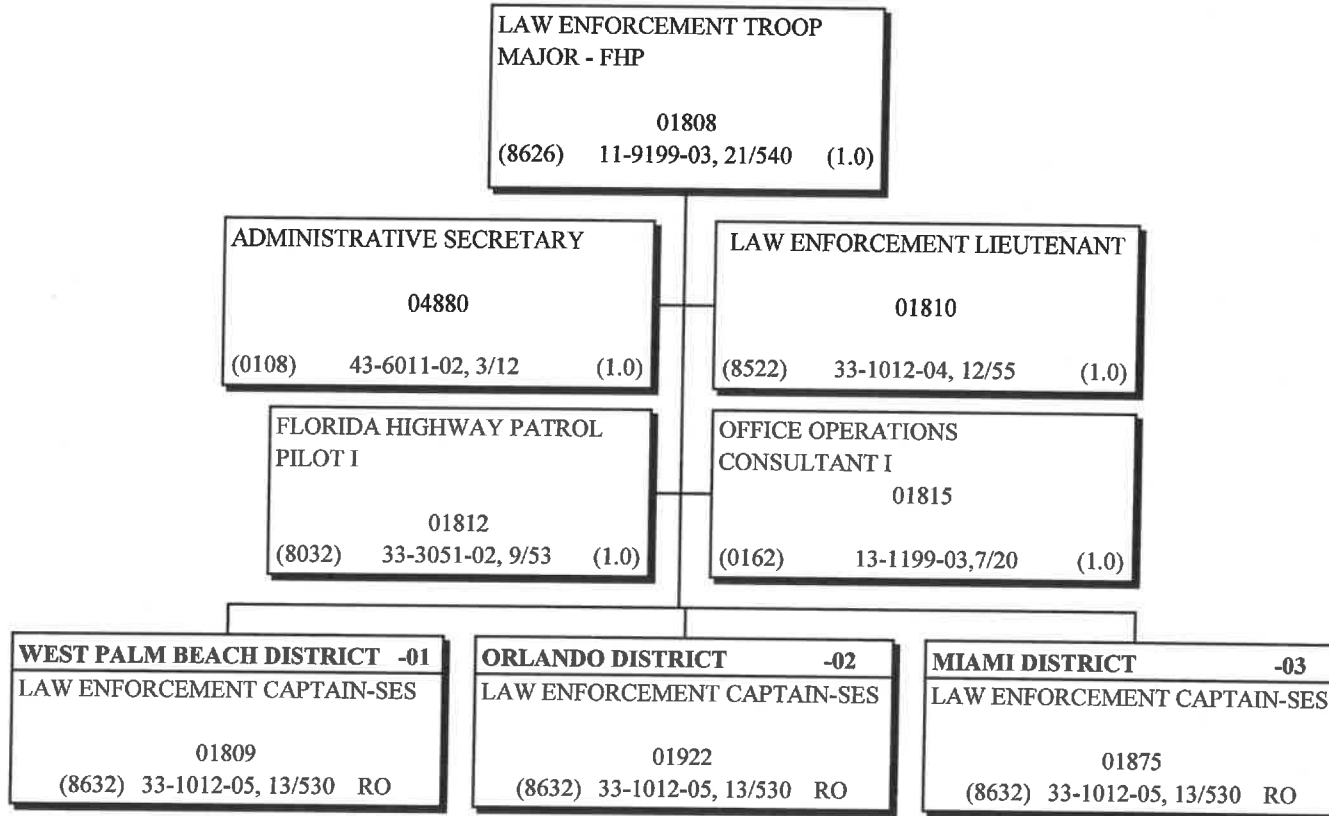 LAW ENFORCEMENT TROOP
MAJOR - FHP
01808
(8626) 11-9199-03, 21/540 (1.0)
ADMINISTRATIVE SECRETARY
04880
(0108) 43-6011-02, 3/12 (1.0)
LAW ENFORCEMENT LIEUTENANT
01810
(8522) 33-1012-04, 12/55 (1.0)
FLORIDA HIGHWAY PATROL
PILOT I
01812
(8032) 33-3051-02, 9/53 (1.0)
OFFICE OPERATIONS
CONSULTANT I
01815
(0162) 13-1199-03,7/20 (1.0)
WEST PALM BEACH DISTRICT -01
LAW ENFORCEMENT CAPTAIN-SES
01809
(8632) 33-1012-05, 13/530 RO
ORLANDO DISTRICT -02
LAW ENFORCEMENT CAPTAIN-SES
01922
(8632) 33-1012-05, 13/530 RO
MIAMI DISTRICT -03
LAW ENFORCEMENT CAPTAIN-SES
01875
(8632) 33-1012-05, 13/530 RO